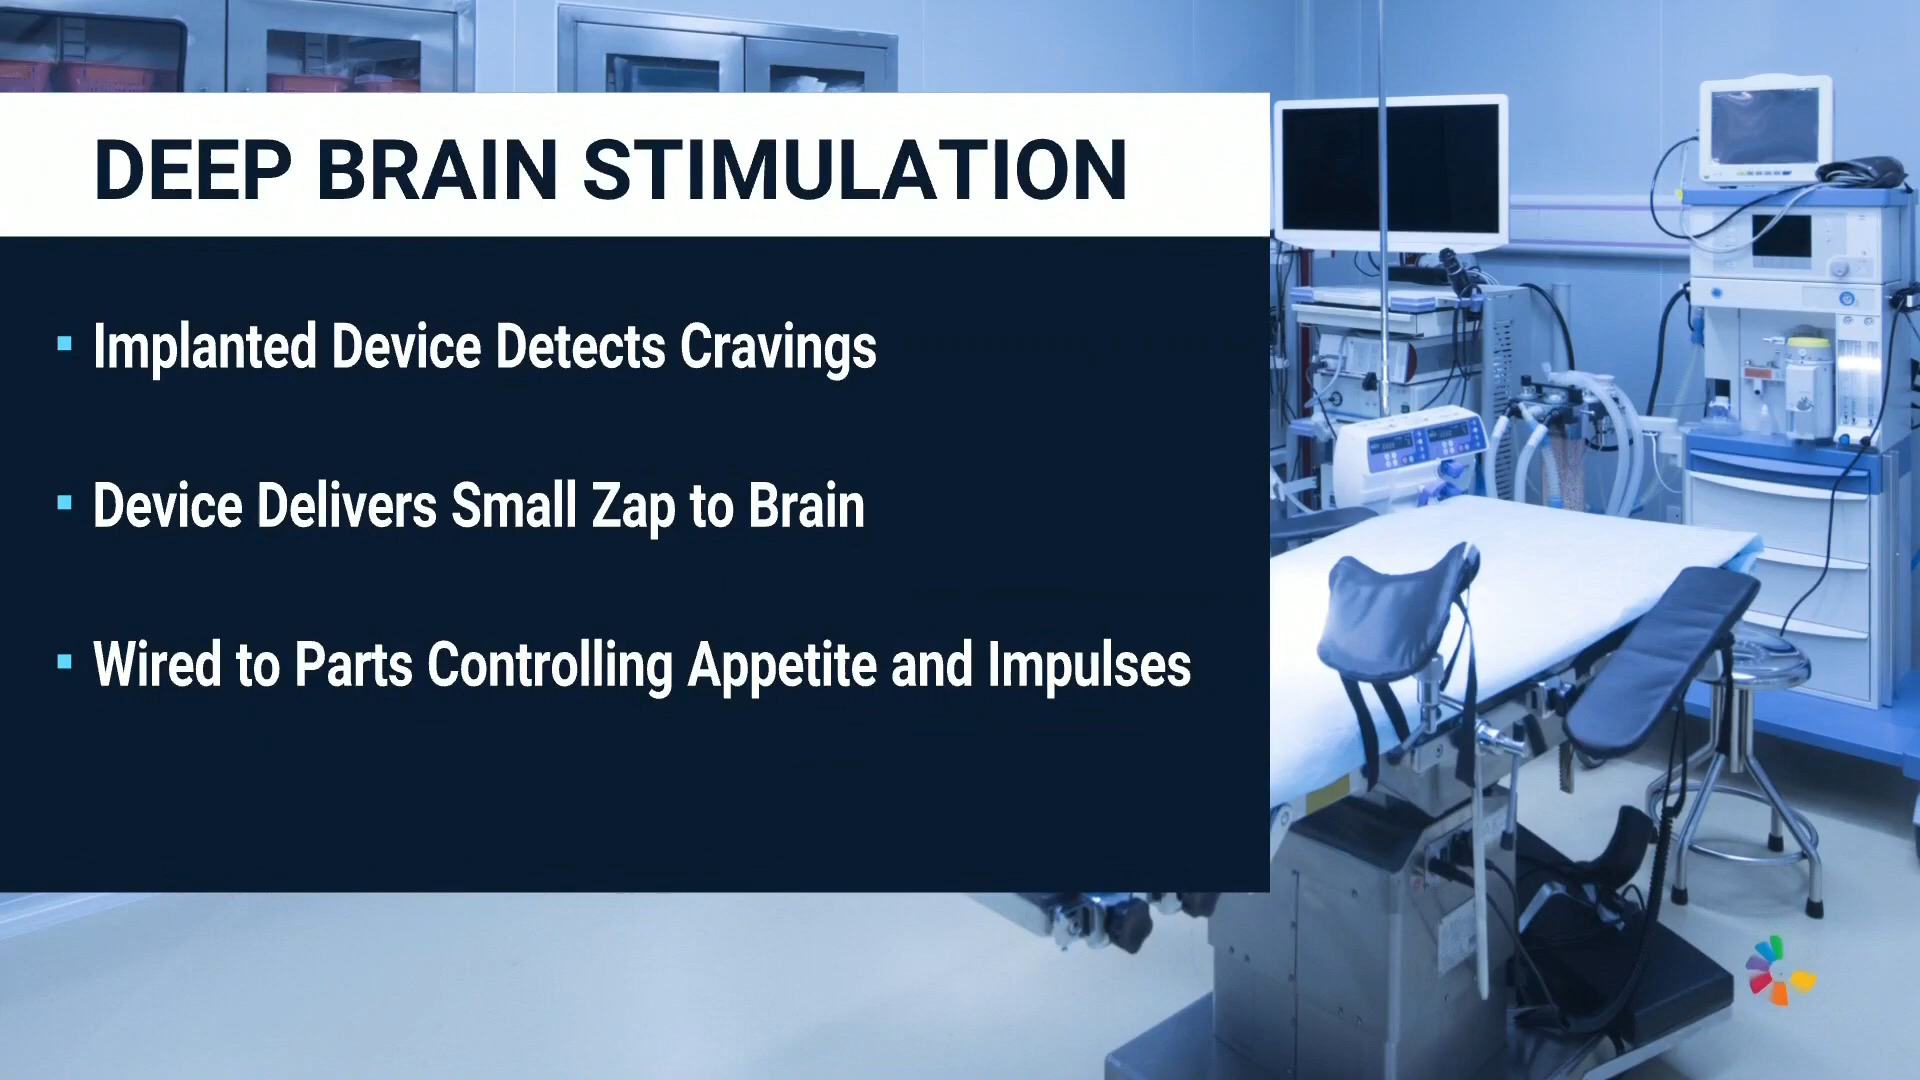 DEEP BRAIN STIMULATION
Implanted Device Detects Cravings
Device Delivers Small Zap to Brain
Wired to Parts Controlling Appetite and Impulses